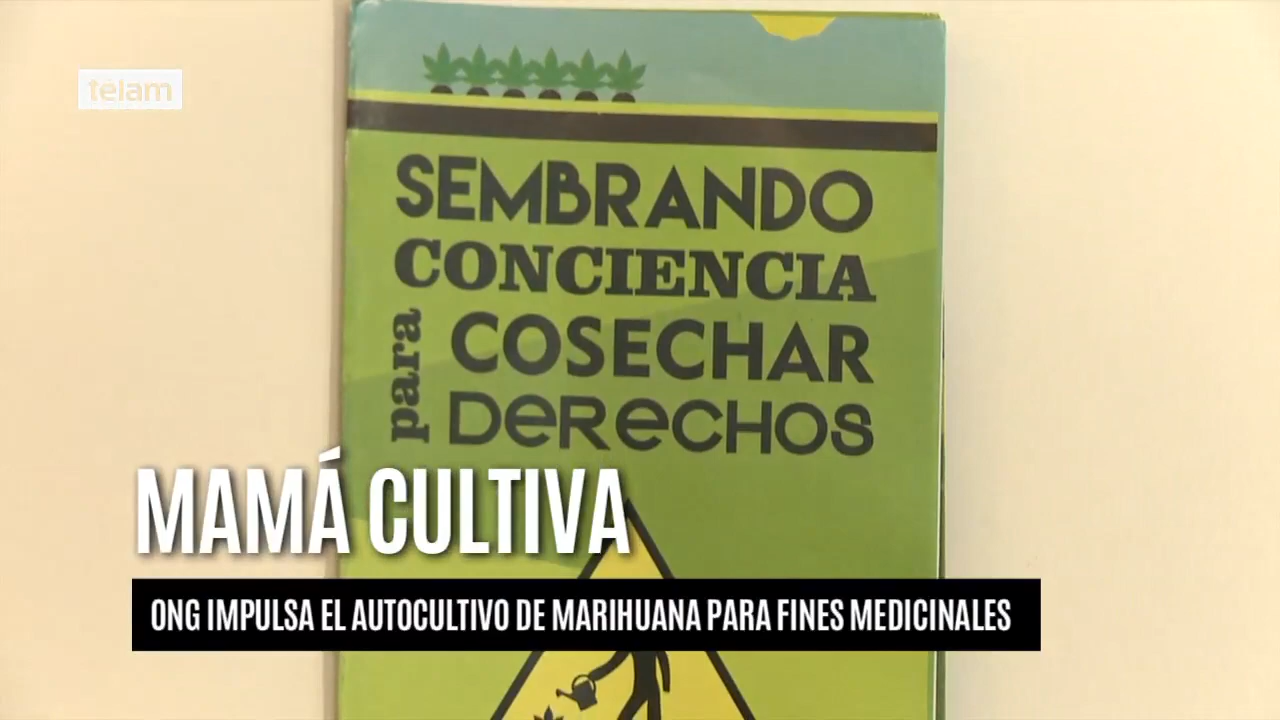 télam
SEMBRANDO
CONCIENCIA
para COSECHAR
DeRecHOS
MAMÁ CULTIVA
ONG IMPULSA EL AUTOCULTIVO DE MARIHUANA PARA FINES MEDICINALES